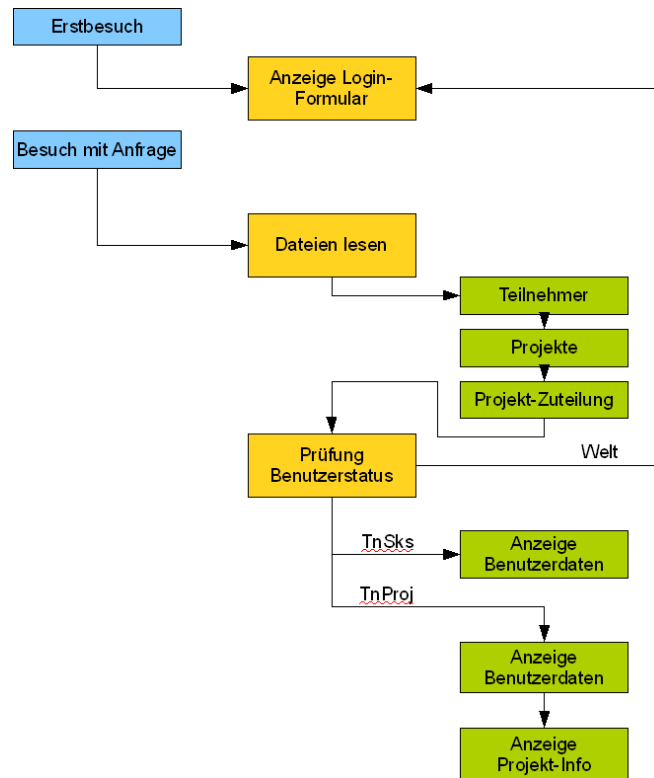 Erstbesuch
Anzeige Login-
Formular
Besuch mit Anfrage
Dateien lesen
Teilnehmer
Projekte
Projekt-Zuteilung
Prüfung
Benutzerstatus
Welt
TnSks
Anzeige
Benutzerdaten
TnProj
Anzeige
Benutzerdaten
Anzeige
Projekt-Info